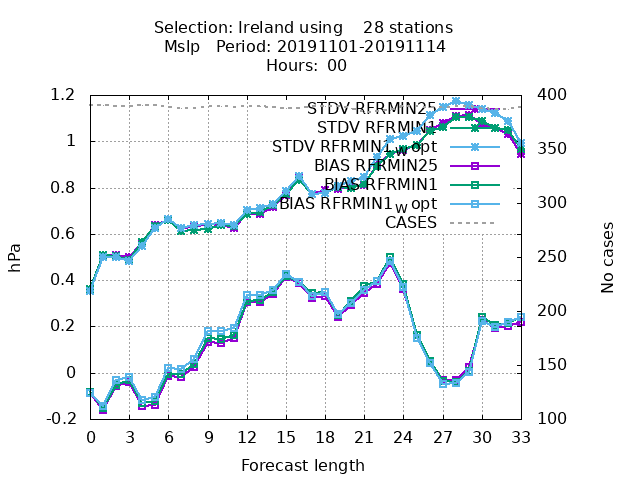 Selection: Ireland using 28 stations
Mslp Period: 20191101-20191114
Hours: 00
1.2
1
0.8
0.6
0.4
0.2
0
-0.2
hPa
400
350
300
250
200
150
100
No cases
STDV RFRMIN25
STDV RFRMIN1
STDV RFRMIN1_W opt
BIAS RFRMIN25
BIAS RFRMIN1
BIAS RFRMIN1_W opt
CASES
0 3 6 9 12 15 18 21 24 27 30 33
Forecast length